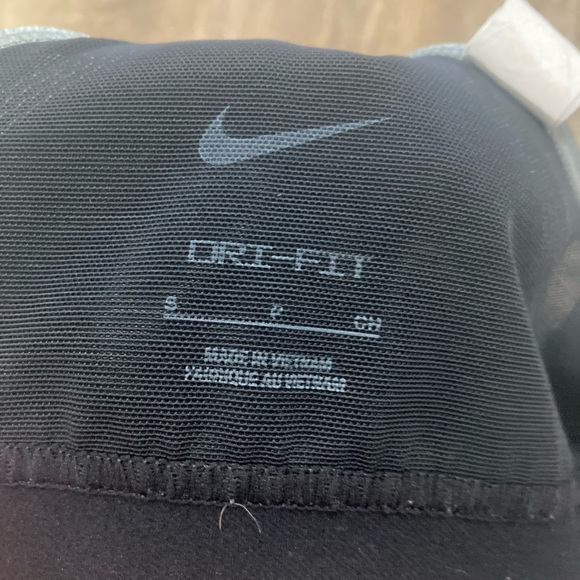 DRI-FIT
S P CH
MADE IN VIETNAM
FABRIQUE AU VIETNAM